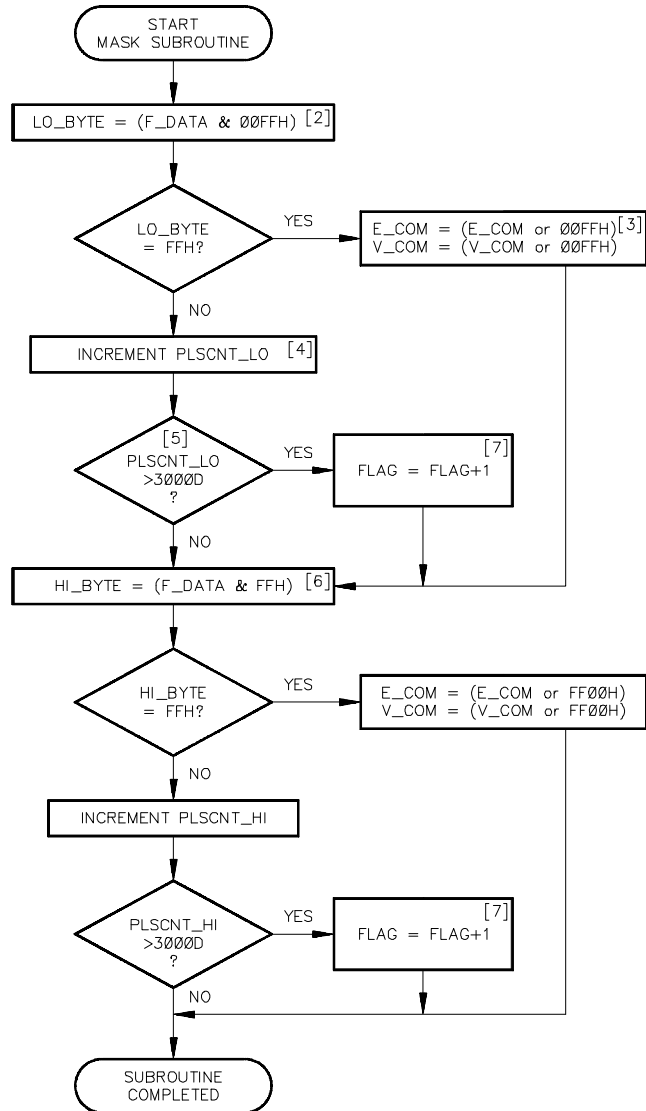 START
MASK SUBROUTINE
LO_BYTE = (F_DATA & ØØFFH) [2]
LO_BYTE
= FFH?
YES
E_COM = (E_COM or ØØFFH) [3]
V_COM = (V_COM or ØØFFH)
NO
INCREMENT PLSCNT_LO [4]
[5]
PLSCNT_LO
>3ØØØD
?
YES
[7]
FLAG = FLAG+1
NO
HI_BYTE = (F_DATA & FFH) [6]
HI_BYTE
= FFH?
YES
E_COM = (E_COM or FFØØH)
V_COM = (V_COM or FFØØH)
NO
INCREMENT PLSCNT_HI
PLSCNT_HI
>3ØØØD
?
YES
[7]
FLAG = FLAG+1
NO
SUBROUTINE
COMPLETED